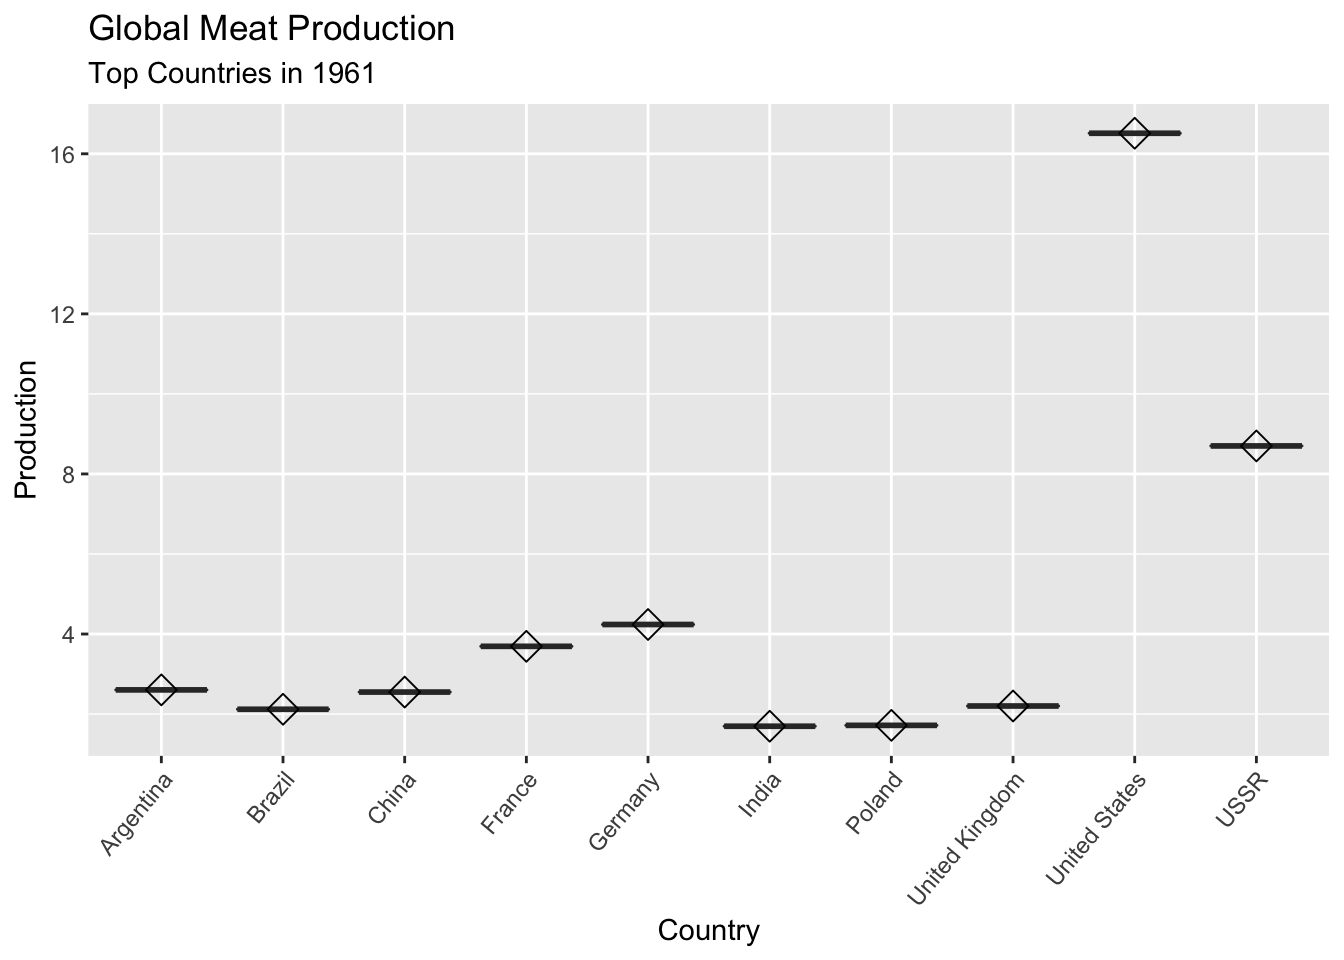 Global Meat Production
Top Countries in 1961
Production
16
12
8
4
Argentina
Brazil
China
France
Germany
India
Poland
United Kingdom
United States
USSR
Country